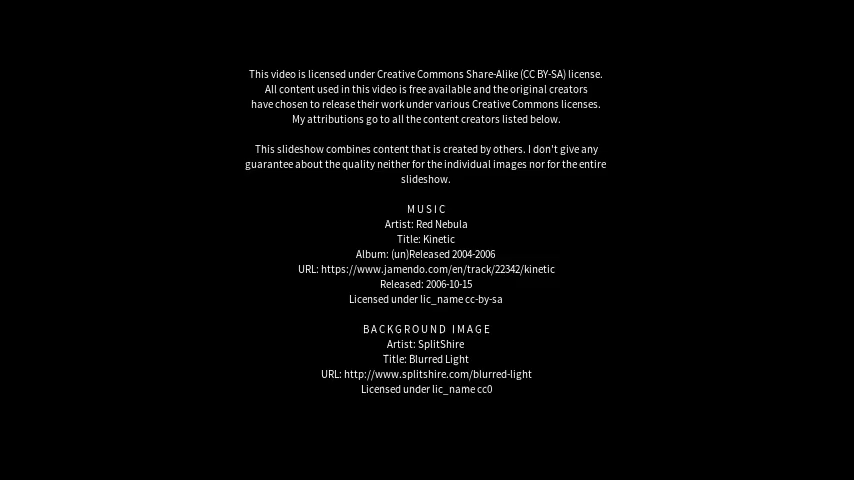 This video is licensed under Creative Commons Share-Alike (CC BY-SA) license.
All content used in this video is free available and the original creators
have chosen to release their work under various Creative Commons licenses.
My attributions go to all the content creators listed below.
This slideshow combines content that is created by others. I don't give any
guarantee about the quality neither for the individual images nor for the entire
slideshow.
MUSIC
Artist: Red Nebula
Title: Kinetic
Album: (un)Released 2004-2006
URL: https://www.jamendo.com/en/track/22342/kinetic
Released: 2006-10-15
Licensed under lic_name cc-by-sa
BACKGROUND IMAGE
Artist: SplitShire
Title: Blurred Light
URL: http://www.splitshire.com/blurred-light
Licensed under lic_name cc0